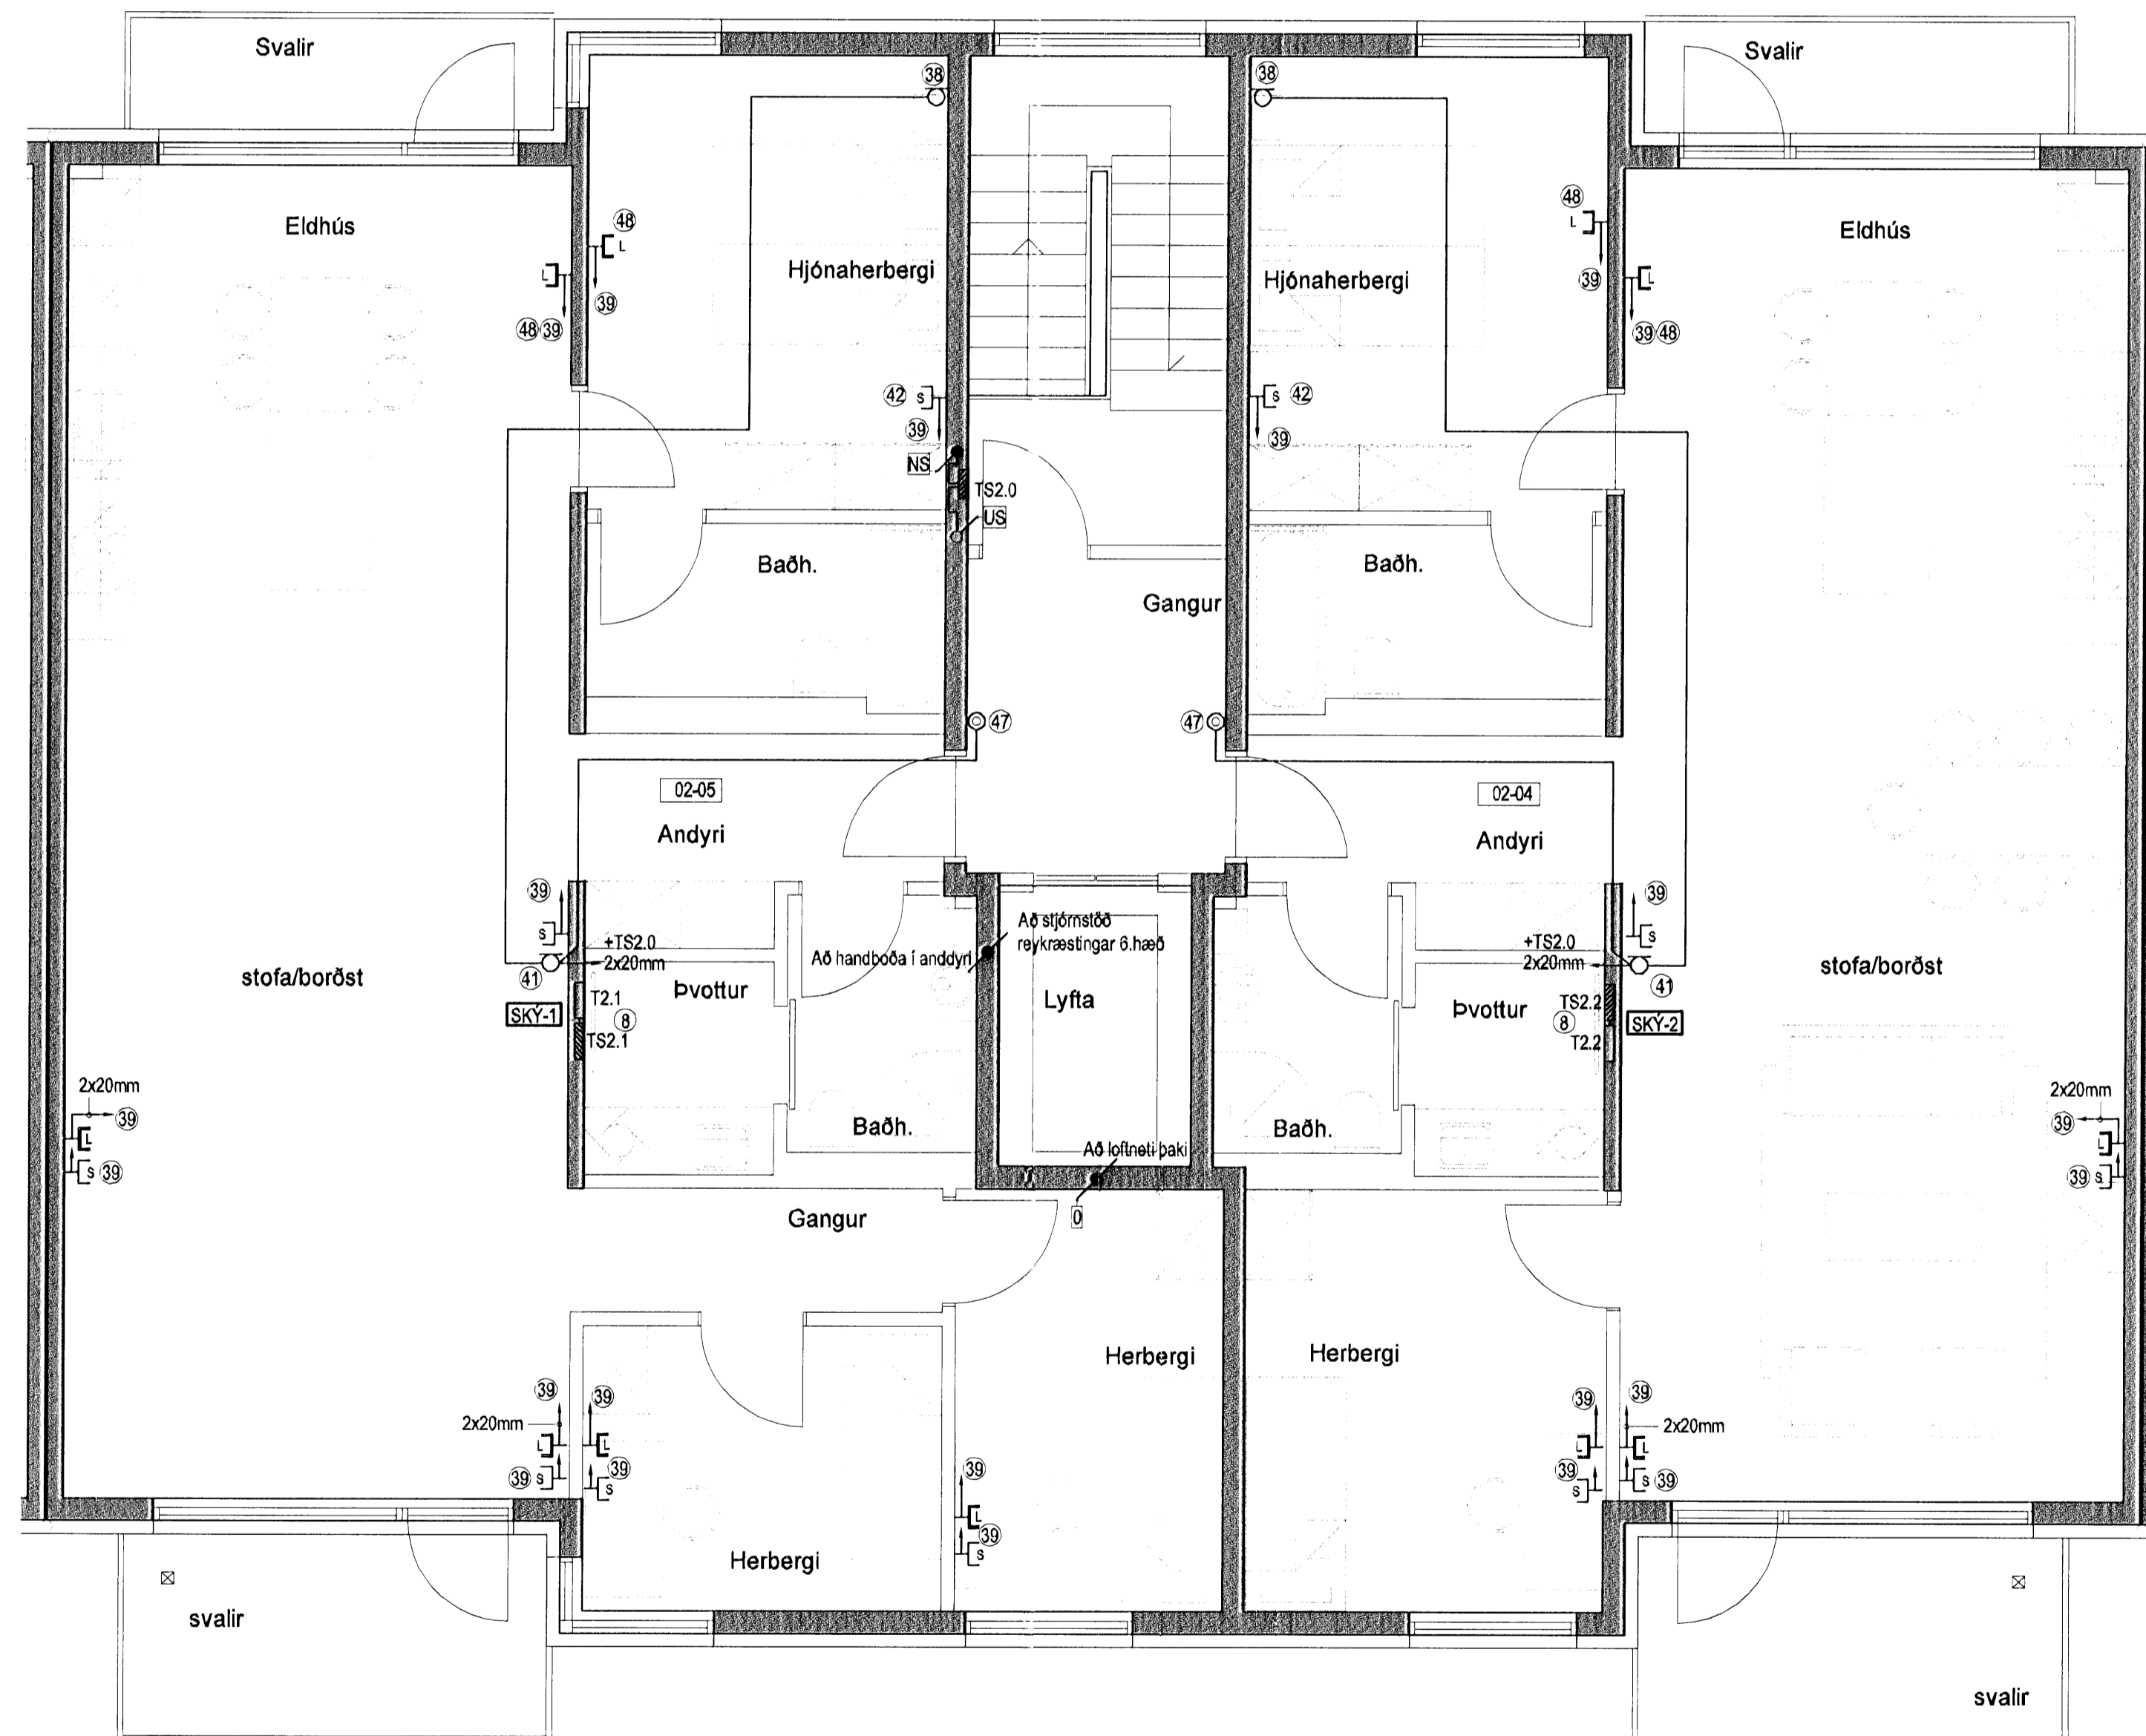 Svalir
Svalir
38
38
Eldhús
48
L
L
39
48 39
Hjónaherbergi
Hjónaherbergi
48
L
39
L
39 48
Eldhús
42 S
39
S 42
39
NS
TS2.0
US
Baðh.
Baðh.
Gangur
47
47
02-05
02-04
Andyri
Andyri
39
S
39
S
Að stjórnstöð
reykræstingar 6.hæð
Að handboða í anddyri
+TS2.0
2x20mm
41
+TS2.0
2x20mm
41
stofa/borðst
stofa/borðst
Þvottur
Lyfta
Þvottur
T2.1
SKÝ-1
8
TS2.1
TS2.2
8
SKÝ-2
T2.2
2x20mm
39
L
S 39
2x20mm
39
L
39 S
Baðh.
Baðh.
Að loftneti þaki
0
Gangur
Herbergi
Herbergi
39
39
2x20mm
L
L
39 S
39
S
39
L
39
S
39
39
2x20mm
L
L
39
S
S 39
Herbergi
svalir
svalir